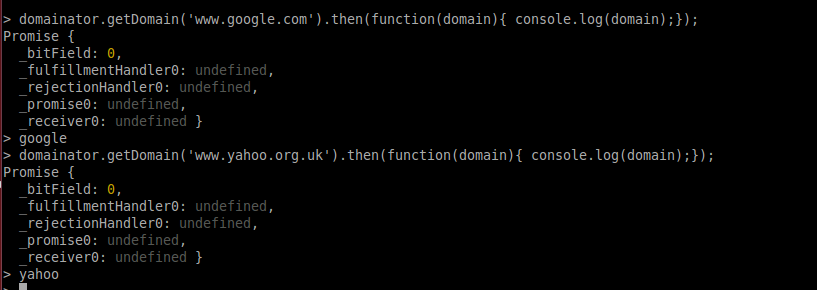 > domainator.getDomain('www.google.com').then(function(domain){ console.log(domain);});
Promise {
  _bitField: 0,
  _fulfillmentHandler0: undefined,
  _rejectionHandler0: undefined,
  _promise0: undefined,
  _receiver0: undefined }
> google
> domainator.getDomain('www.yahoo.org.uk').then(function(domain){ console.log(domain);});
Promise {
  _bitField: 0,
  _fulfillmentHandler0: undefined,
  _rejectionHandler0: undefined,
  _promise0: undefined,
  _receiver0: undefined }
> yahoo
>